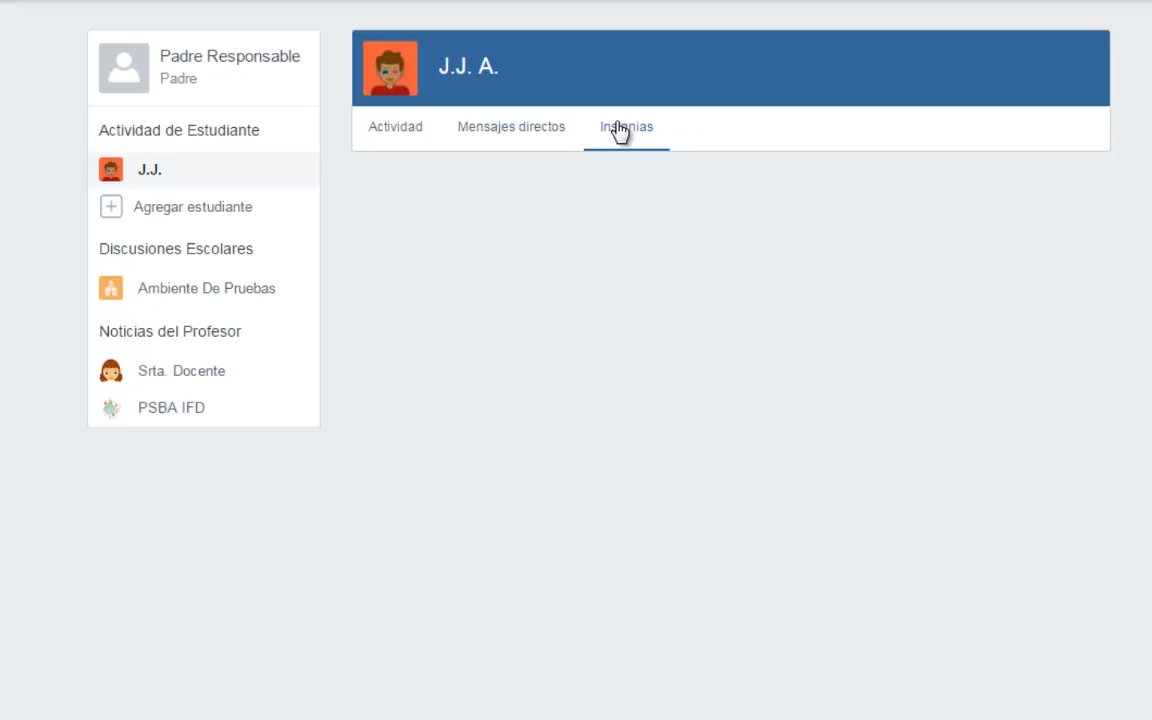 Padre Responsable
Padre
Actividad de Estudiante
J.J.
Agregar estudiante
Discusiones Escolares
Ambiente De Pruebas
Noticias del Profesor
Srta. Docente
PSBA IFD
J.J. A.
Actividad
Mensajes directos
Insignias